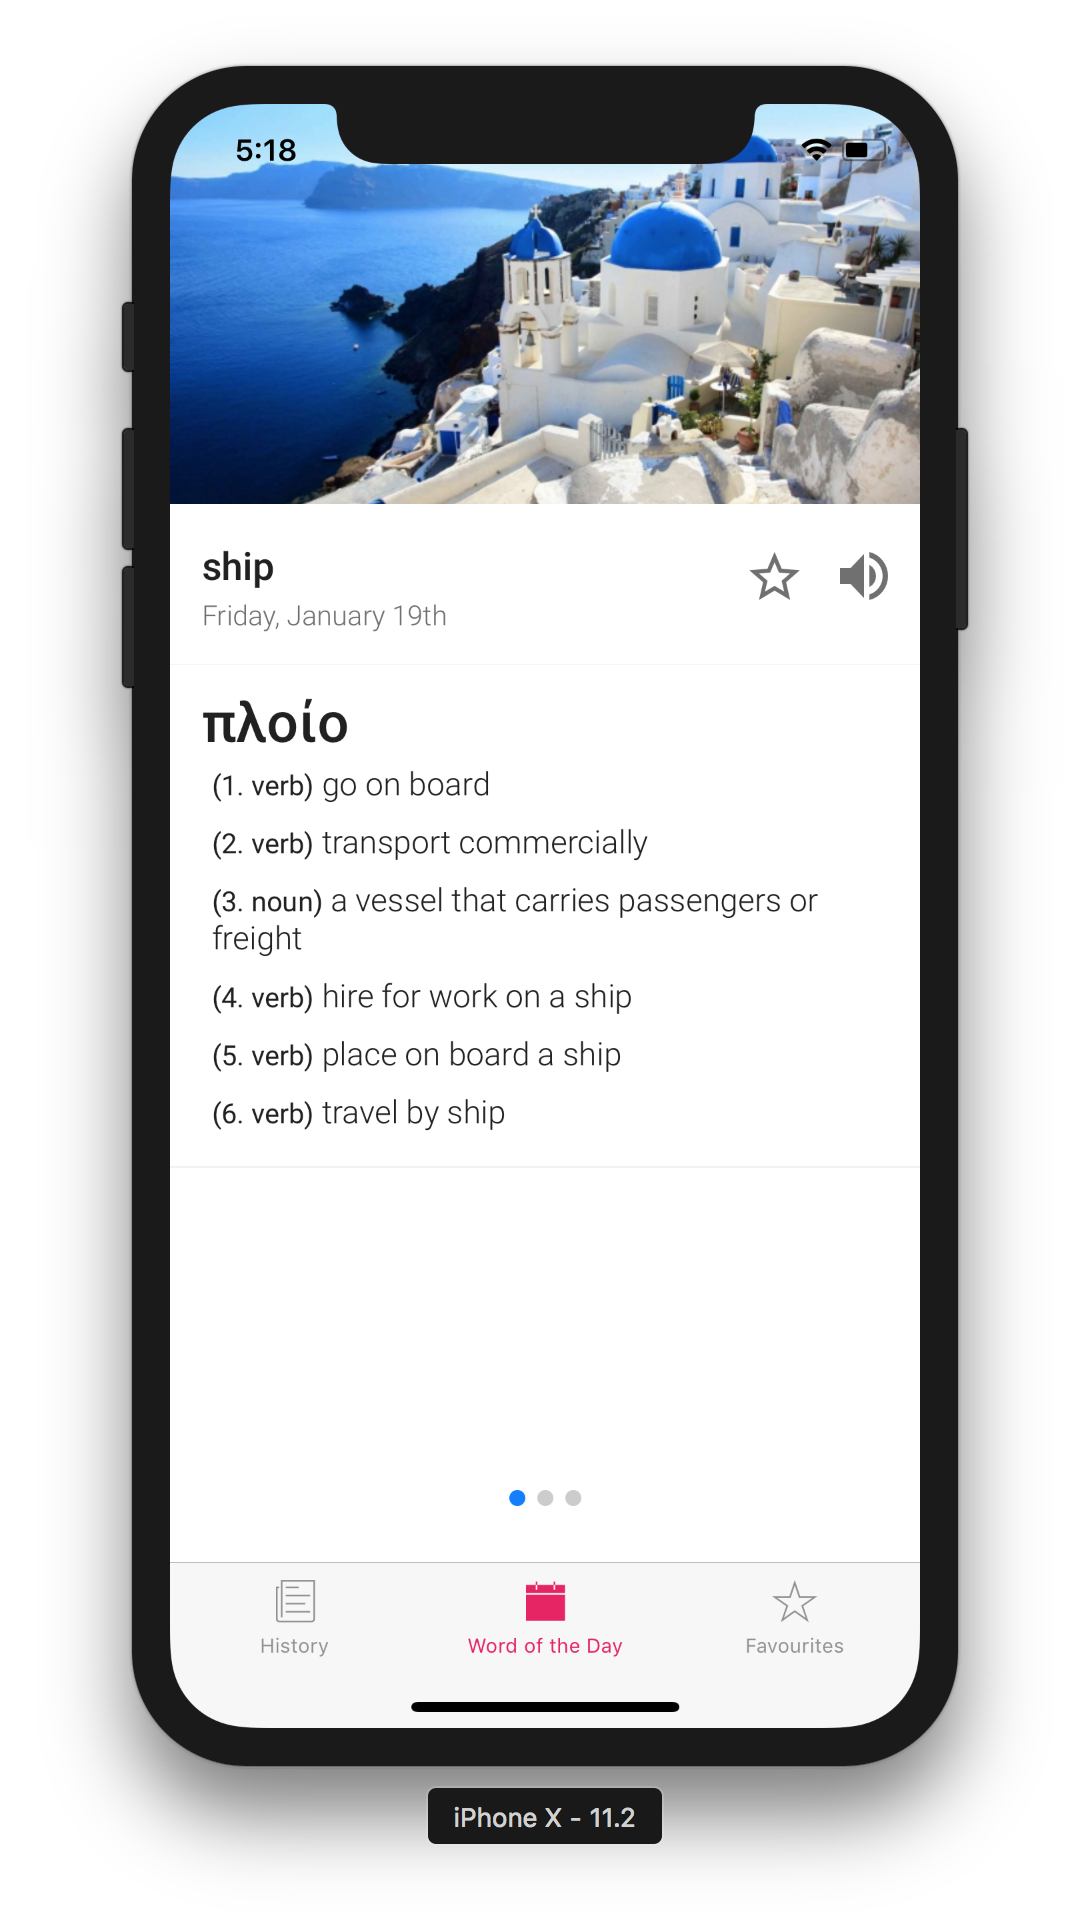 5:18
ship
Friday, January 19th
πλοίο
(1. verb) go on board
(2. verb) transport commercially
(3. noun) a vessel that carries passengers or
freight
(4. verb) hire for work on a ship
(5. verb) place on board a ship
(6. verb) travel by ship
History
Word of the Day
Favourites
iPhone X - 11.2